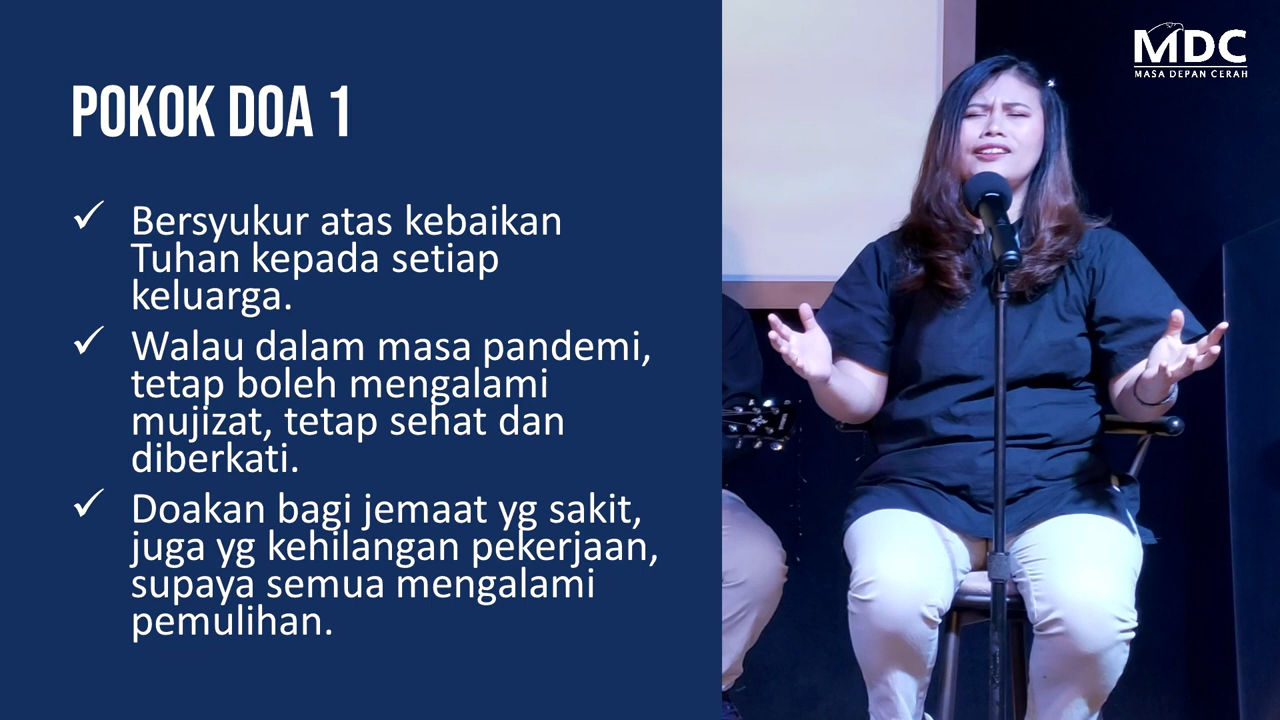 POKOK DOA 1
Bersyukur atas kebaikan
Tuhan kepada setiap
keluarga.
Walau dalam masa pandemi,
tetap boleh mengalami
mujizat, tetap sehat dan
diberkati.
Doakan bagi jemaat yg sakit,
juga yg kehilangan pekerjaan,
supaya semua mengalami
pemulihan.
MDC
MASA DEPAN CERAH